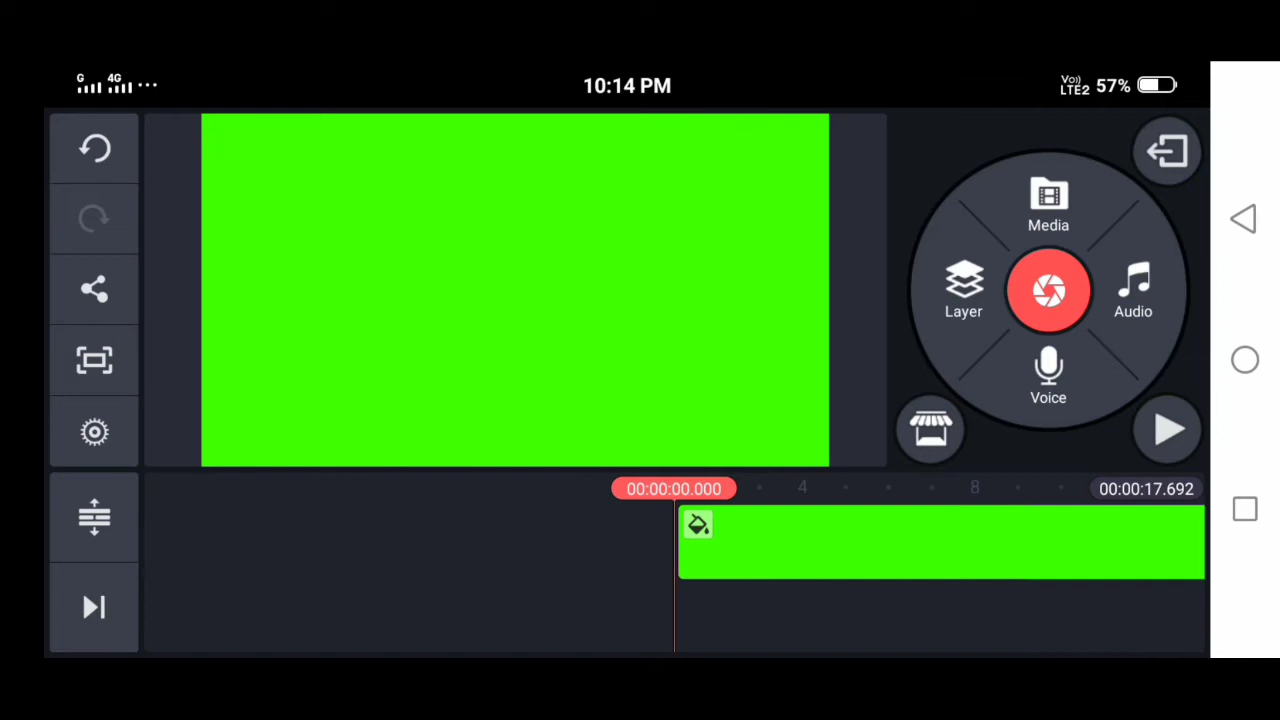 G 4G
10:14 PM
Vo)) LTE2 57%
Media
Layer
Audio
Voice
00:00:00.000
4
8
00:00:17.692